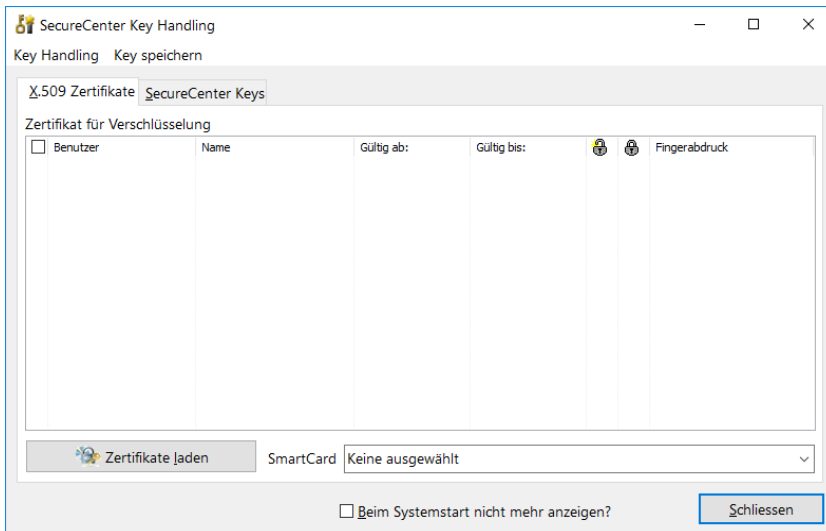 SecureCenter Key Handling
Key Handling Key speichern
X.509 Zertifikate SecureCenter Keys
Zertifikat für Verschlüsselung
Benutzer Name Gültig ab: Gültig bis: Fingerabdruck
Zertifikate laden SmartCard Keine ausgewählt
Beim Systemstart nicht mehr anzeigen? Schliessen